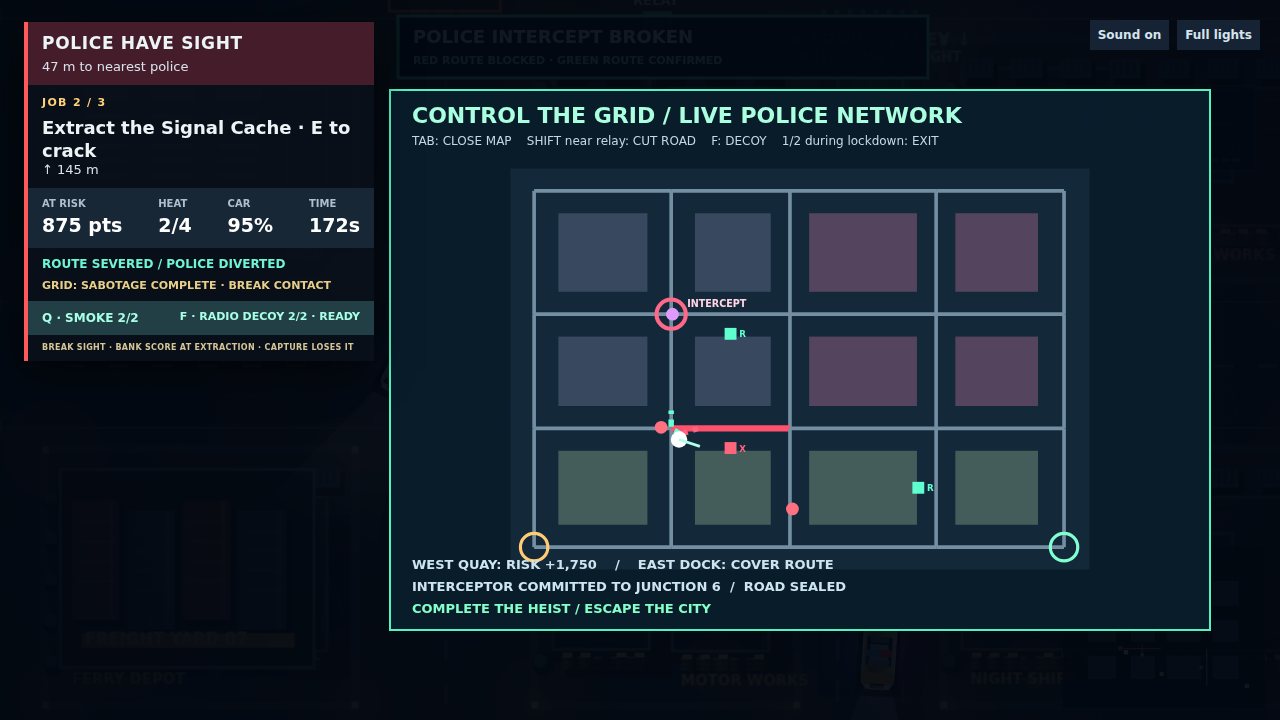 POLICE HAVE SIGHT
47 m to nearest police
JOB 2 / 3
Extract the Signal Cache · E to
crack
↑ 145 m
AT RISK HEAT CAR TIME
875 pts 2/4 95% 172s
ROUTE SEVERED / POLICE DIVERTED
GRID: SABOTAGE COMPLETE · BREAK CONTACT
Q · SMOKE 2/2 F · RADIO DECOY 2/2 · READY
BREAK SIGHT · BANK SCORE AT EXTRACTION · CAPTURE LOSES IT
RELAY
POLICE INTERCEPT BROKEN
RED ROUTE BLOCKED · GREEN ROUTE CONFIRMED
Sound on Full lights
CONTROL THE GRID / LIVE POLICE NETWORK
TAB: CLOSE MAP SHIFT near relay: CUT ROAD F: DECOY 1/2 during lockdown: EXIT
INTERCEPT
R
X
R
WEST QUAY: RISK +1,750 / EAST DOCK: COVER ROUTE
INTERCEPTOR COMMITTED TO JUNCTION 6 / ROAD SEALED
COMPLETE THE HEIST / ESCAPE THE CITY
WORKS
FREIGHT YARD 07
FERRY DEPOT
MOTOR WORKS
NIGHT SHIF